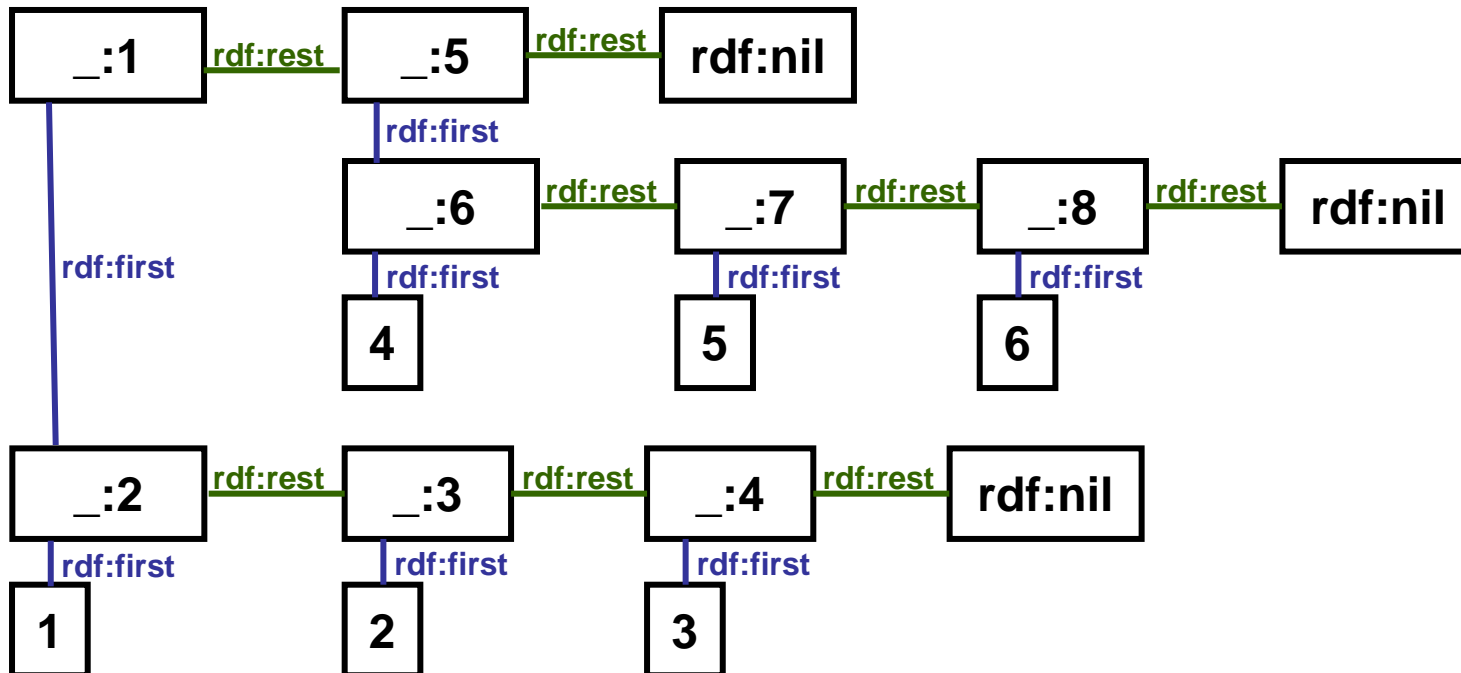 _:1 rdf:rest _:5 rdf:rest rdf:nil
rdf:first
_:6 rdf:rest _:7 rdf:rest _:8 rdf:rest rdf:nil
rdf:first rdf:first rdf:first rdf:first
4 5 6
_:2 rdf:rest _:3 rdf:rest _:4 rdf:rest rdf:nil
rdf:first rdf:first rdf:first
1 2 3